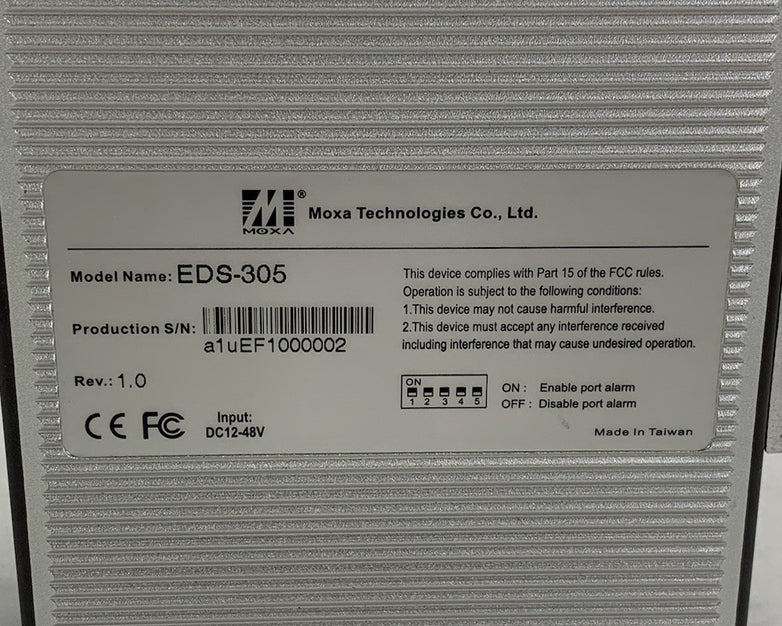 MOXA ® Moxa Technologies Co., Ltd.
Model Name: EDS-305
Production S/N:
a1uEF1000002
Rev.: 1.0
CE FC Input:
DC12-48V
This device complies with Part 15 of the FCC rules.
Operation is subject to the following conditions:
1.This device may not cause harmful interference.
2.This device must accept any interference received
including interference that may cause undesired operation.
ON
1 2 3 4 5
ON : Enable port alarm
OFF : Disable port alarm
Made In Taiwan